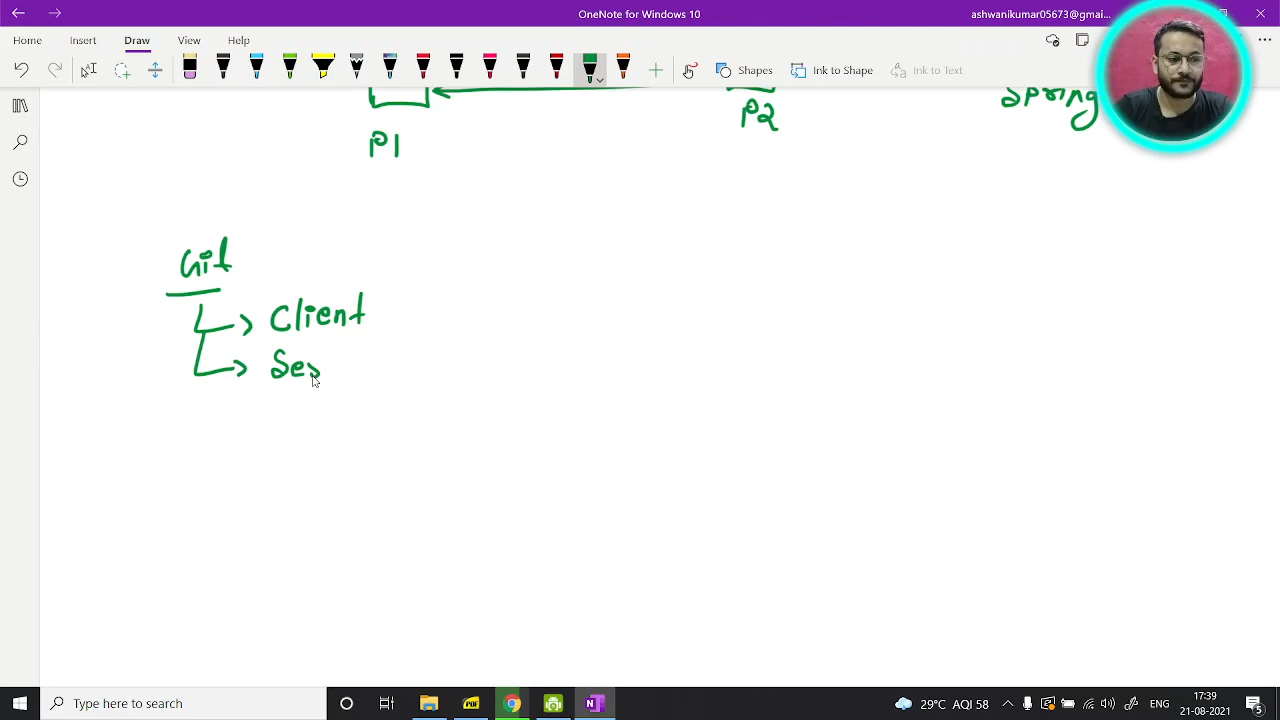 OneNote for Windows 10
ashwanikumar05673@gmai...
Home Insert Draw View Help
Shapes Ink to Shape Ink to Text
P1
P2
Spring
Git
Client
Ser
Type here to search
29°C AQI 58
ENG
17:39
21-08-2021
5